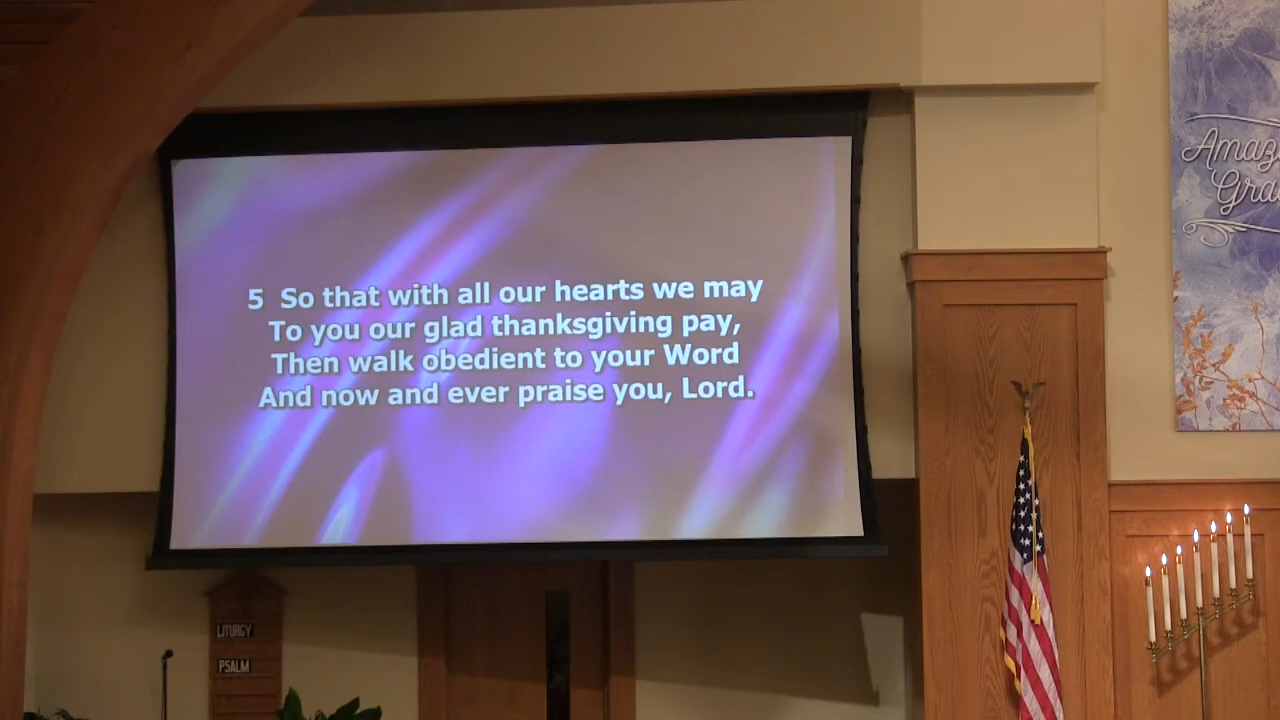 5 So that with all our hearts we may
To you our glad thanksgiving pay,
Then walk obedient to your Word
And now and ever praise you, Lord.
LITURGY
PSALM